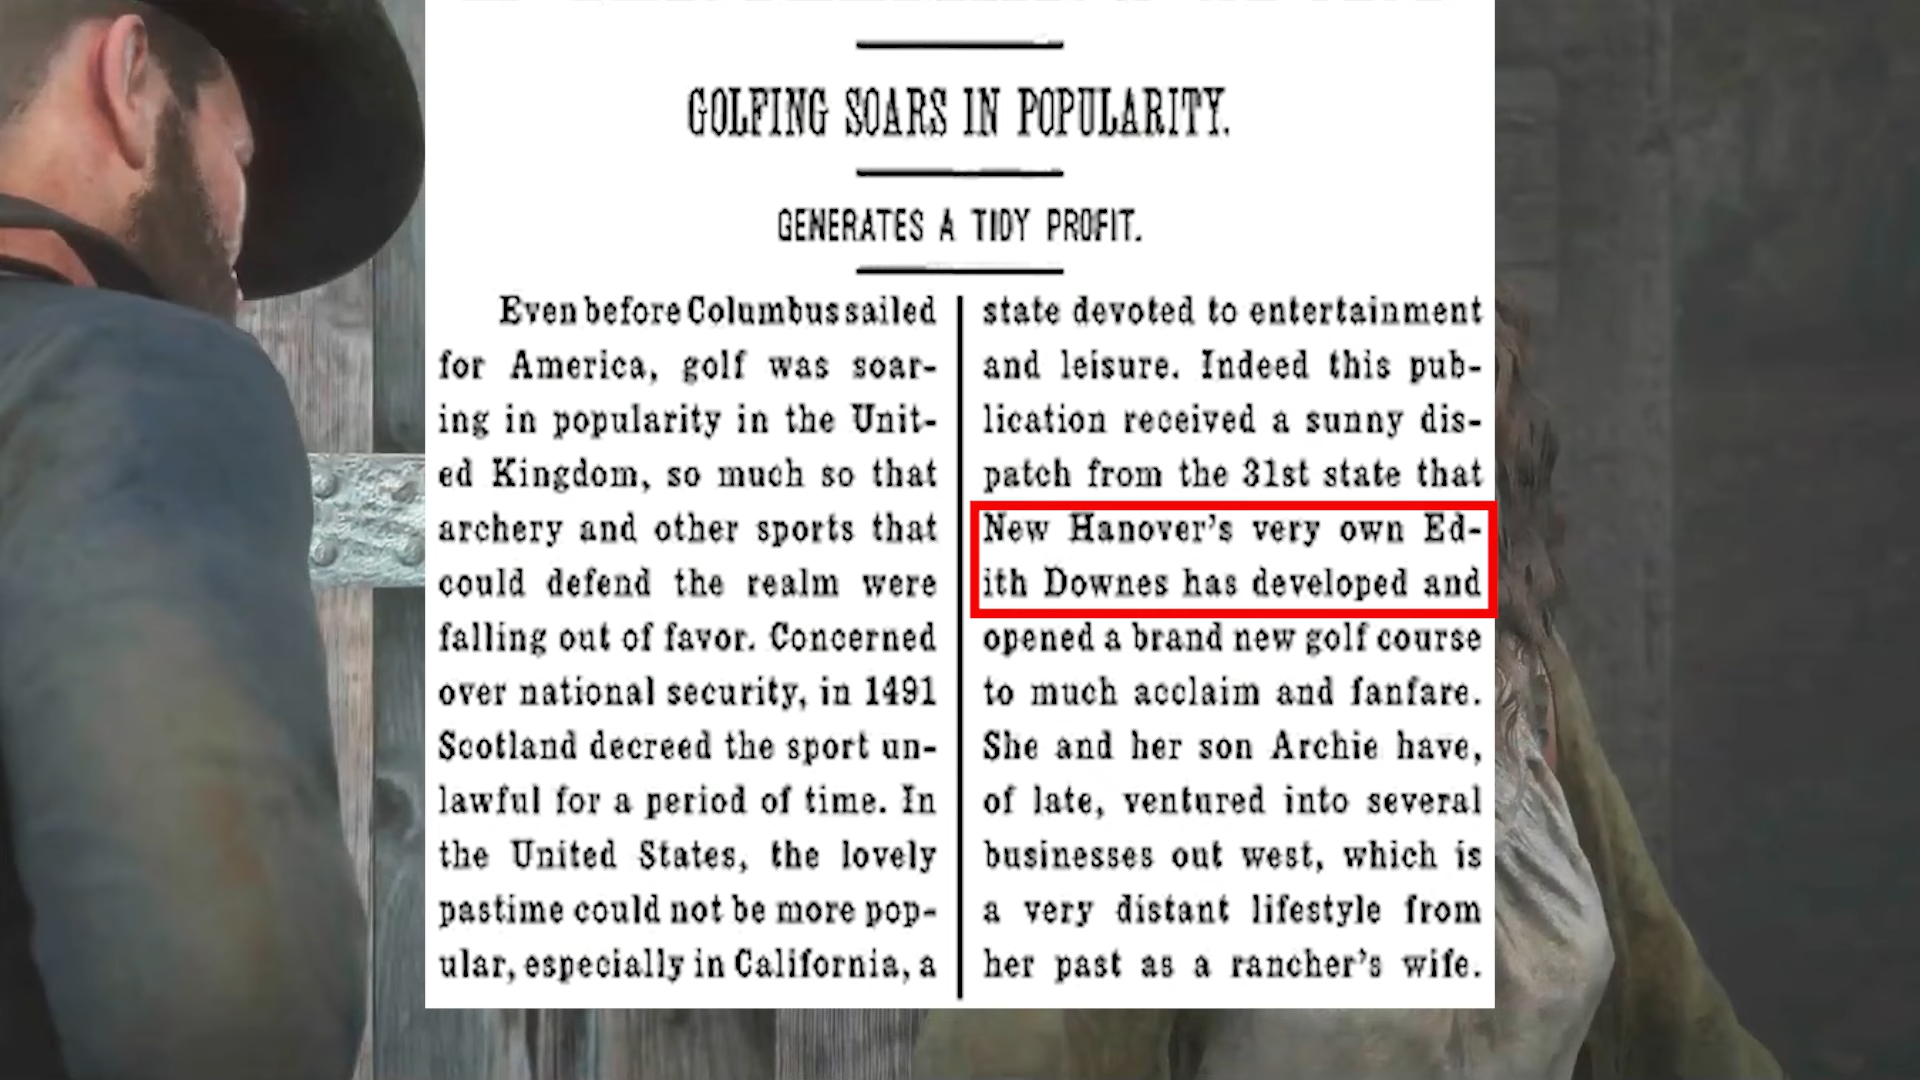 GOLFING SOARS IN POPULARITY.
GENERATES A TIDY PROFIT.
Even before Columbus sailed
for America, golf was soar-
ing in popularity in the Unit-
ed Kingdom, so much so that
archery and other sports that
could defend the realm were
falling out of favor. Concerned
over national security, in 1491
Scotland decreed the sport un-
lawful for a period of time. In
the United States, the lovely
pastime could not be more pop-
ular, especially in California, a
state devoted to entertainment
and leisure. Indeed this pub-
lication received a sunny dis-
patch from the 31st state that
New Hanover's very own Ed-
ith Downes has developed and
opened a brand new golf course
to much acclaim and fanfare.
She and her son Archie have,
of late, ventured into several
businesses out west, which is
a very distant lifestyle from
her past as a rancher's wife.